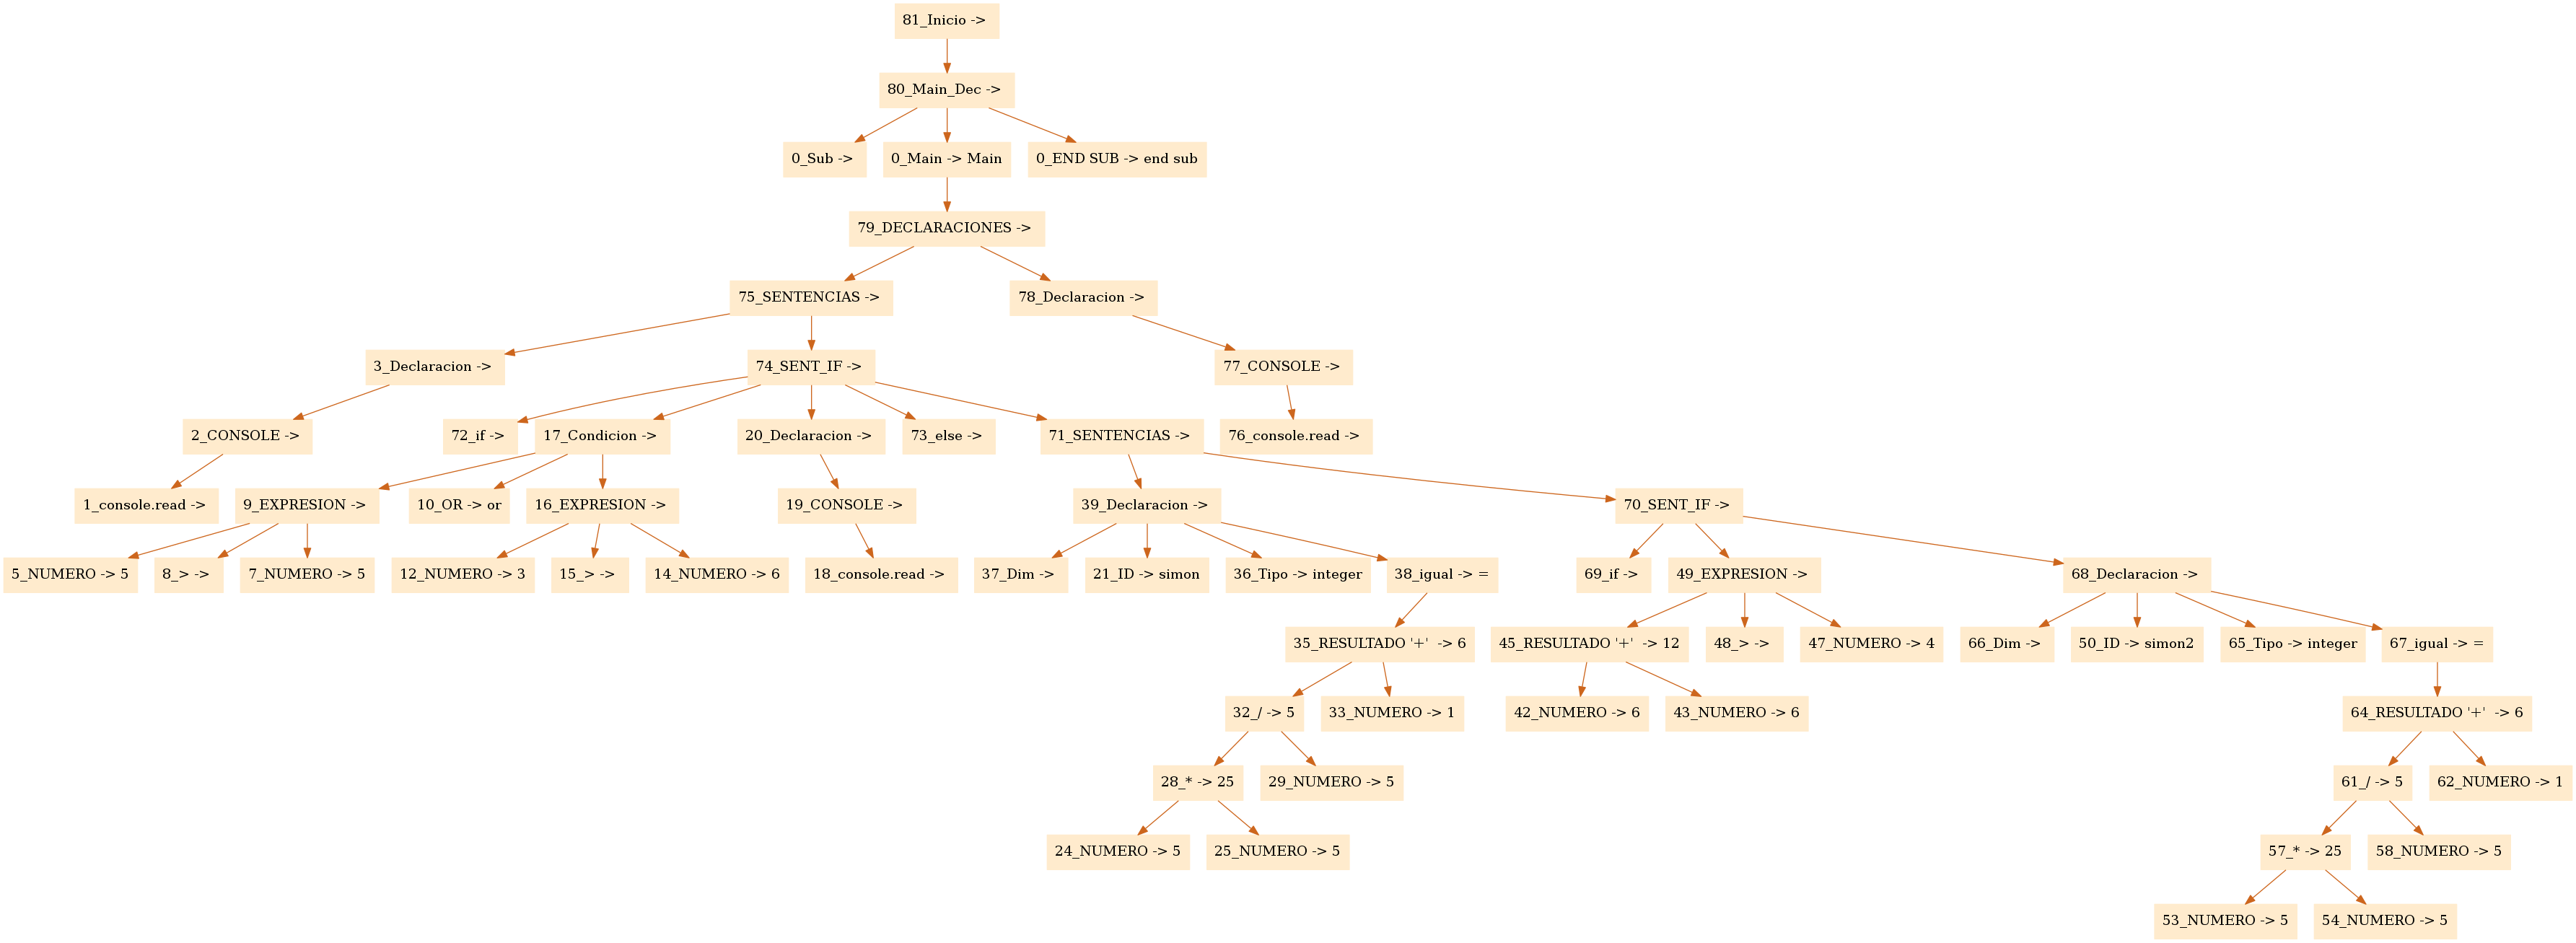 81_Inicio ->
80_Main_Dec ->
0_Sub ->
0_Main -> Main
0_END SUB -> end sub
79_DECLARACIONES ->
75_SENTENCIAS ->
78_Declaracion ->
3_Declaracion ->
74_SENT_IF ->
77_CONSOLE ->
2_CONSOLE ->
72_if ->
17_Condicion ->
20_Declaracion ->
73_else ->
71_SENTENCIAS ->
76_console.read ->
1_console.read ->
9_EXPRESION ->
10_OR -> or
16_EXPRESION ->
19_CONSOLE ->
39_Declaracion ->
70_SENT_IF ->
5_NUMERO -> 5
8_> ->
7_NUMERO -> 5
12_NUMERO -> 3
15_> ->
14_NUMERO -> 6
18_console.read ->
37_Dim ->
21_ID -> simon
36_Tipo -> integer
38_igual -> =
69_if ->
49_EXPRESION ->
68_Declaracion ->
35_RESULTADO '+'  -> 6
45_RESULTADO '+'  -> 12
48_> ->
47_NUMERO -> 4
66_Dim ->
50_ID -> simon2
65_Tipo -> integer
67_igual -> =
32_/ -> 5
33_NUMERO -> 1
42_NUMERO -> 6
43_NUMERO -> 6
64_RESULTADO '+'  -> 6
28_* -> 25
29_NUMERO -> 5
61_/ -> 5
62_NUMERO -> 1
24_NUMERO -> 5
25_NUMERO -> 5
57_* -> 25
58_NUMERO -> 5
53_NUMERO -> 5
54_NUMERO -> 5